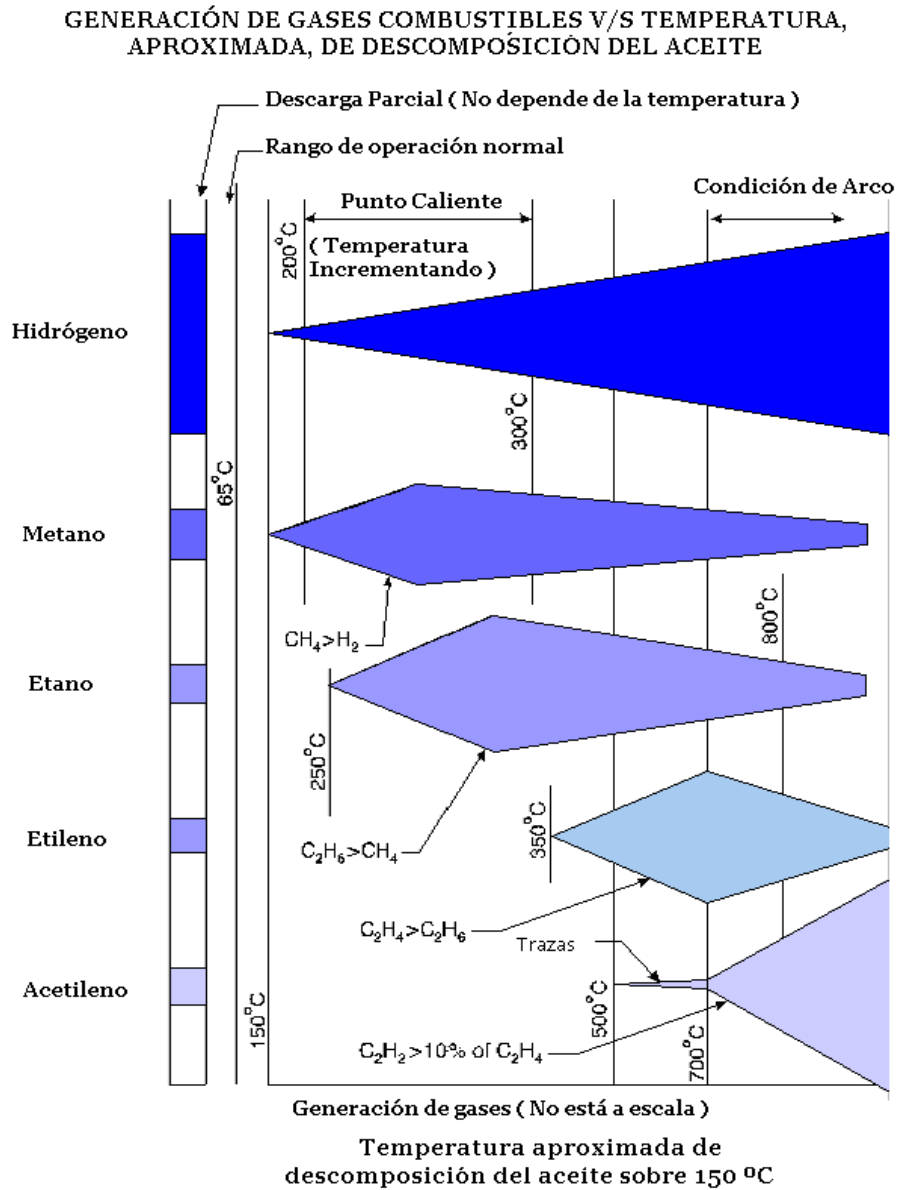 GENERACIÓN DE GASES COMBUSTIBLES V/S TEMPERATURA,
APROXIMADA, DE DESCOMPOSICIÓN DEL ACEITE
Descarga Parcial ( No depende de la temperatura )
Rango de operación normal
Condición de Arco
Punto Caliente
( Temperatura
Incrementando )
200°C
Hidrógeno
300°C
65°C
Metano
CH₄>H₂
800°C
Etano
250°C
Etileno
350°C
C₂H₆>CH₄
C₂H₄>C₂H₆
Trazas
Acetileno
500°C
150°C
700°C
C₂H₂>10% of C₂H₄
Generación de gases ( No está a escala )
Temperatura aproximada de
descomposición del aceite sobre 150 ºC